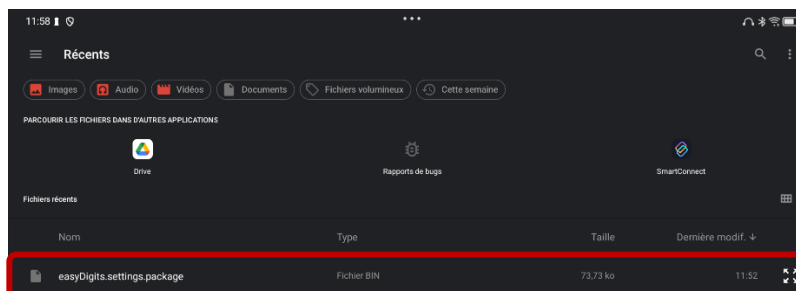 11:58
Récents
Images Audio Vidéos Documents Fichiers volumineux Cette semaine
PARCOURIR LES FICHIERS DANS D'AUTRES APPLICATIONS
Drive Rapports de bugs SmartConnect
Fichiers récents
Nom Type Taille Dernière modif.
easyDigits.settings.package Fichier BIN 73,73 ko 11:52